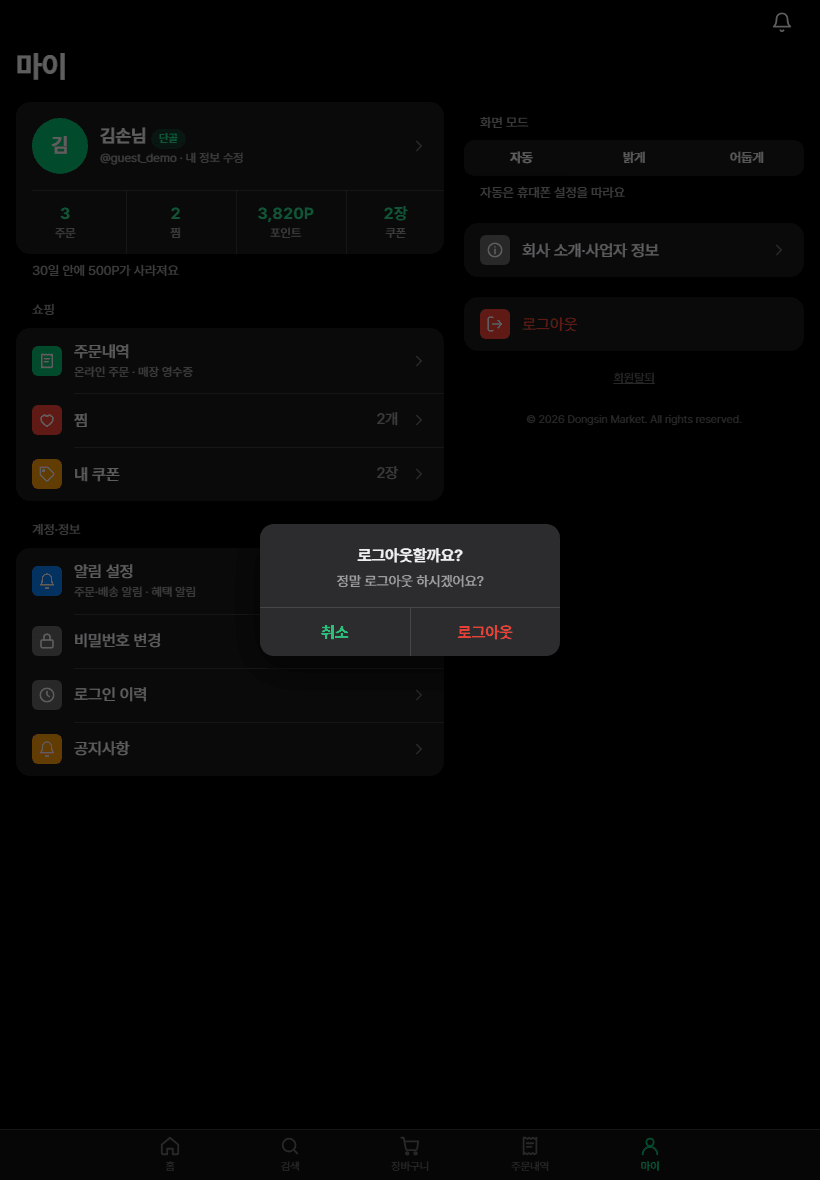 마이
김
김손님 단골
@guest_demo · 내 정보 수정
3
주문
2
찜
3,820P
포인트
2장
쿠폰
30일 안에 500P가 사라져요
쇼핑
주문내역
온라인 주문 · 매장 영수증
찜 2개
내 쿠폰 2장
계정·정보
알림 설정
주문·배송 알림 · 혜택 알림
비밀번호 변경
로그인 이력
공지사항
화면 모드
자동 밝게 어둡게
자동은 휴대폰 설정을 따라요
회사 소개·사업자 정보
로그아웃
회원탈퇴
© 2026 Dongsin Market. All rights reserved.
로그아웃할까요?
정말 로그아웃 하시겠어요?
취소 로그아웃
홈 검색 장바구니 주문내역 마이